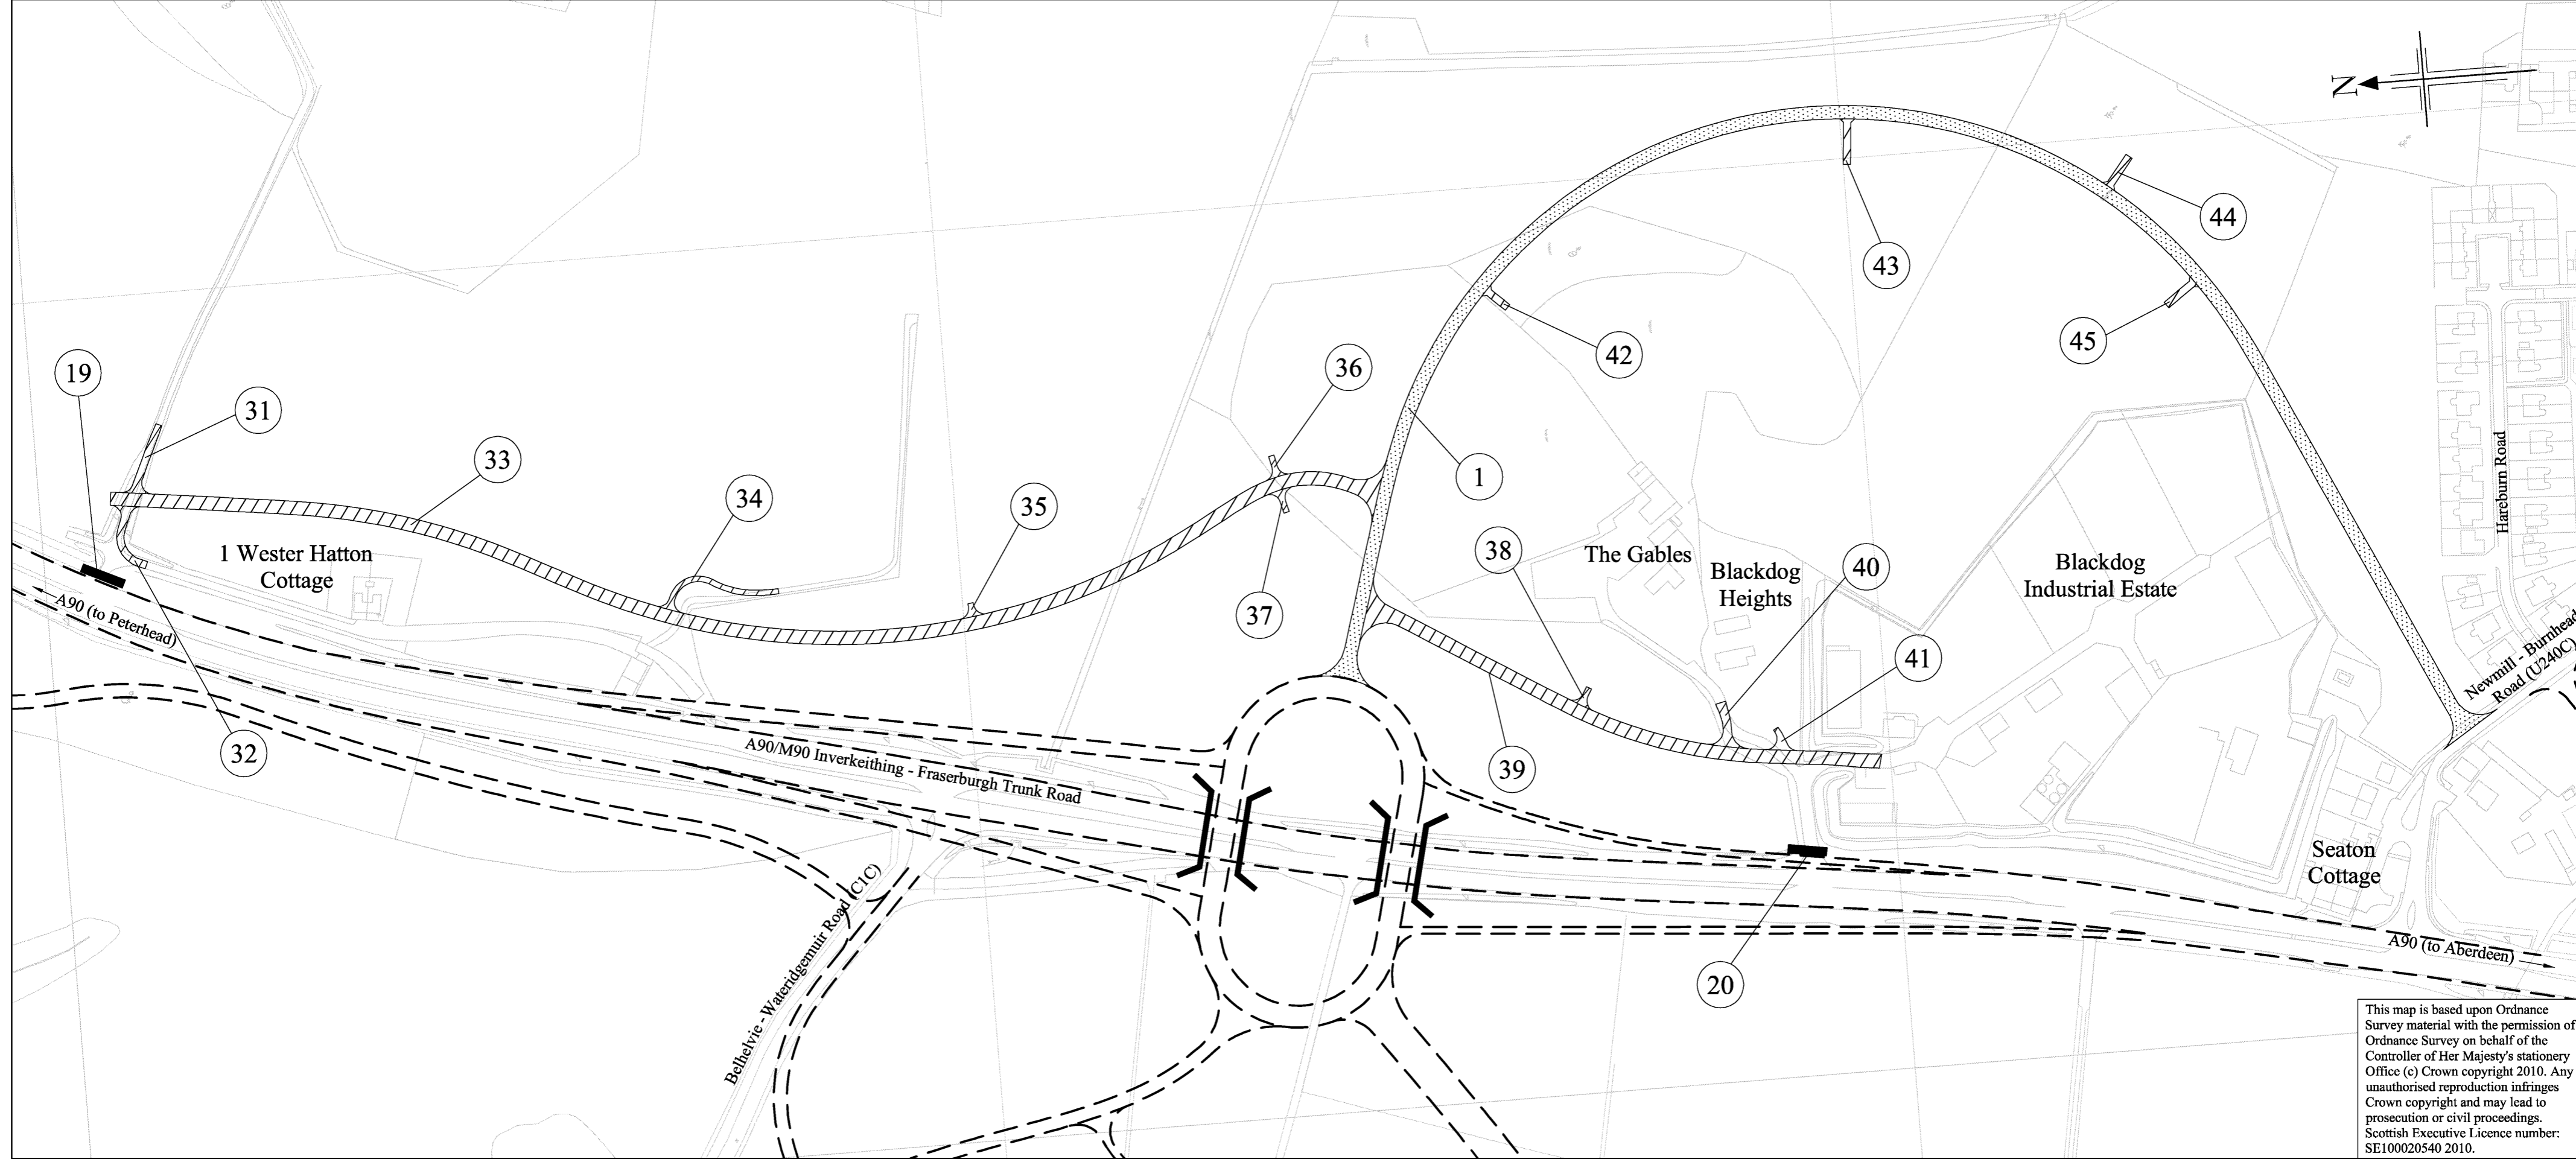 N
44
43
42
45
19
31
36
33
34
35
1
38
37
39
40
41
32
20
1 Wester Hatton
Cottage
The Gables
Blackdog
Heights
Blackdog
Industrial Estate
Hareburn Road
Newmill - Burnhead
Road (U240C)
A90 (to Peterhead)
A90/M90 Inverkeithing - Fraserburgh Trunk Road
Belhelvie - Wateridgemuir Road (C1C)
Seaton
Cottage
A90 (to Aberdeen)
This map is based upon Ordnance
Survey material with the permission of
Ordnance Survey on behalf of the
Controller of Her Majesty's stationery
Office (c) Crown copyright 2010. Any
unauthorised reproduction infringes
Crown copyright and may lead to
prosecution or civil proceedings.
Scottish Executive Licence number:
SE100020540 2010.